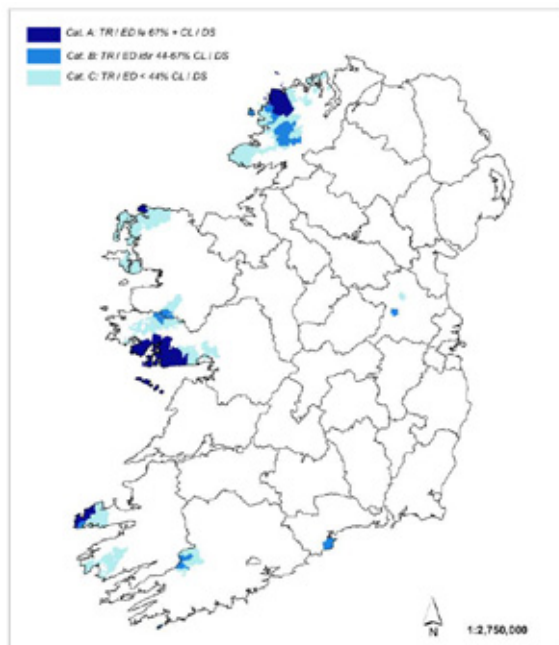 Cat. A: TR / ED le 67% + CL / DS
Cat. B: TR / ED idir 44-67% CL / DS
Cat. C: TR / ED < 44% CL / DS
N
1:2,750,000